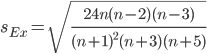 s_{Ex} = \sqrt{\frac{24n(n-2)(n-3)}{(n+1)^2(n+3)(n+5)}}